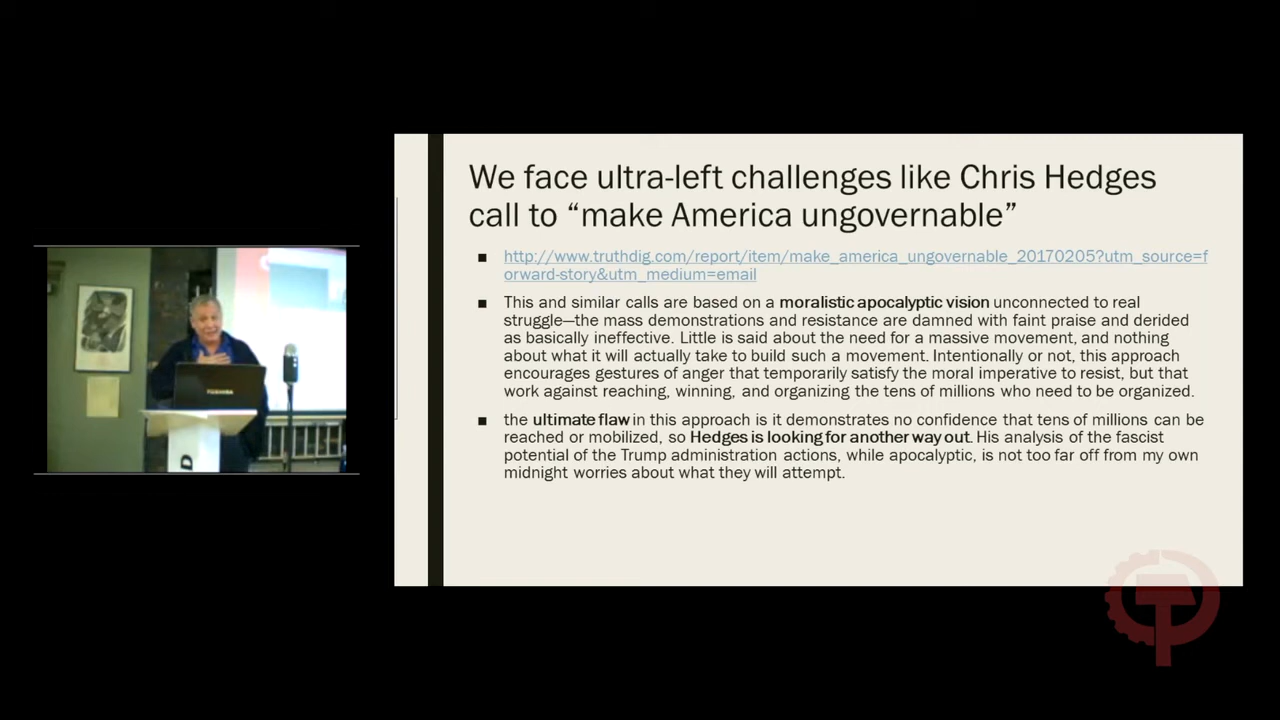 We face ultra-left challenges like Chris Hedges
call to “make America ungovernable”
http://www.truthdig.com/report/item/make_america_ungovernable_20170205?utm_source=f
orward-story&utm_medium=email
This and similar calls are based on a moralistic apocalyptic vision unconnected to real
struggle—the mass demonstrations and resistance are damned with faint praise and derided
as basically ineffective. Little is said about the need for a massive movement, and nothing
about what it will actually take to build such a movement. Intentionally or not, this approach
encourages gestures of anger that temporarily satisfy the moral imperative to resist, but that
work against reaching, winning, and organizing the tens of millions who need to be organized.
the ultimate flaw in this approach is it demonstrates no confidence that tens of millions can be
reached or mobilized, so Hedges is looking for another way out. His analysis of the fascist
potential of the Trump administration actions, while apocalyptic, is not too far off from my own
midnight worries about what they will attempt.
TOSHIBA
D